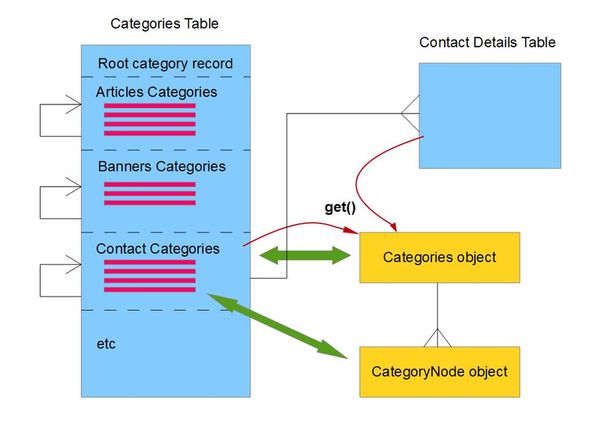 Categories Table
Contact Details Table
Root category record
Articles Categories
Banners Categories
get()
Contact Categories
Categories object
etc
CategoryNode object